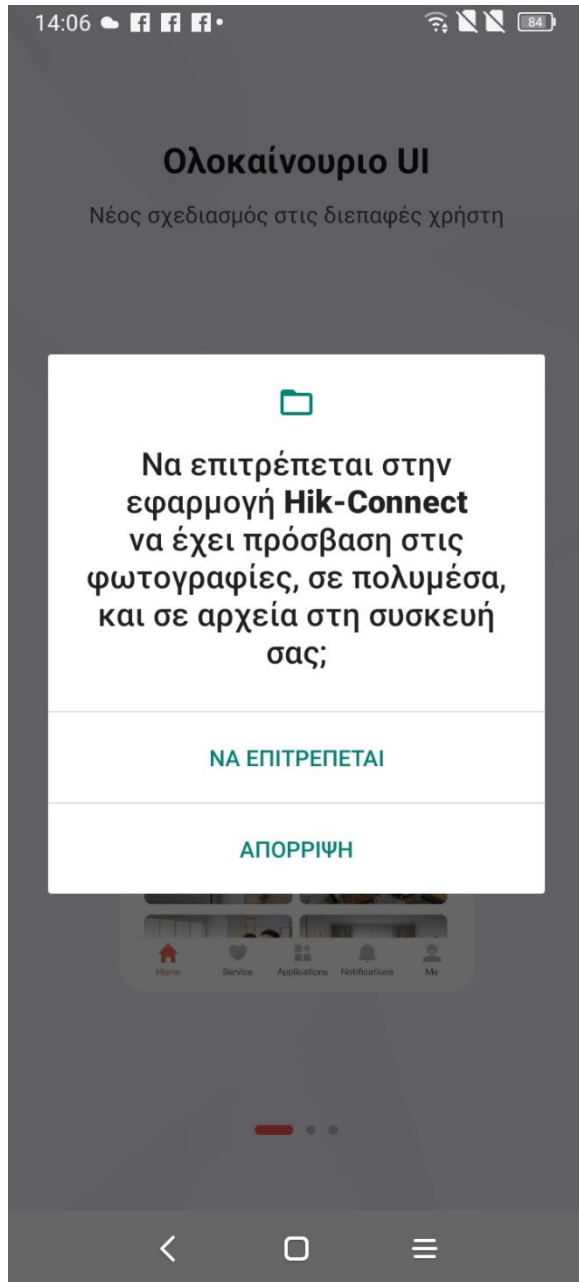 14:06
84
Ολοκαίνουριο UI
Νέος σχεδιασμός στις διεπαφές χρήστη
Να επιτρέπεται στην
εφαρμογή Hik-Connect
να έχει πρόσβαση στις
φωτογραφίες, σε πολυμέσα,
και σε αρχεία στη συσκευή
σας;
ΝΑ ΕΠΙΤΡΕΠΕΤΑΙ
ΑΠΟΡΡΙΨΗ
Home Service Applications Notifications Me